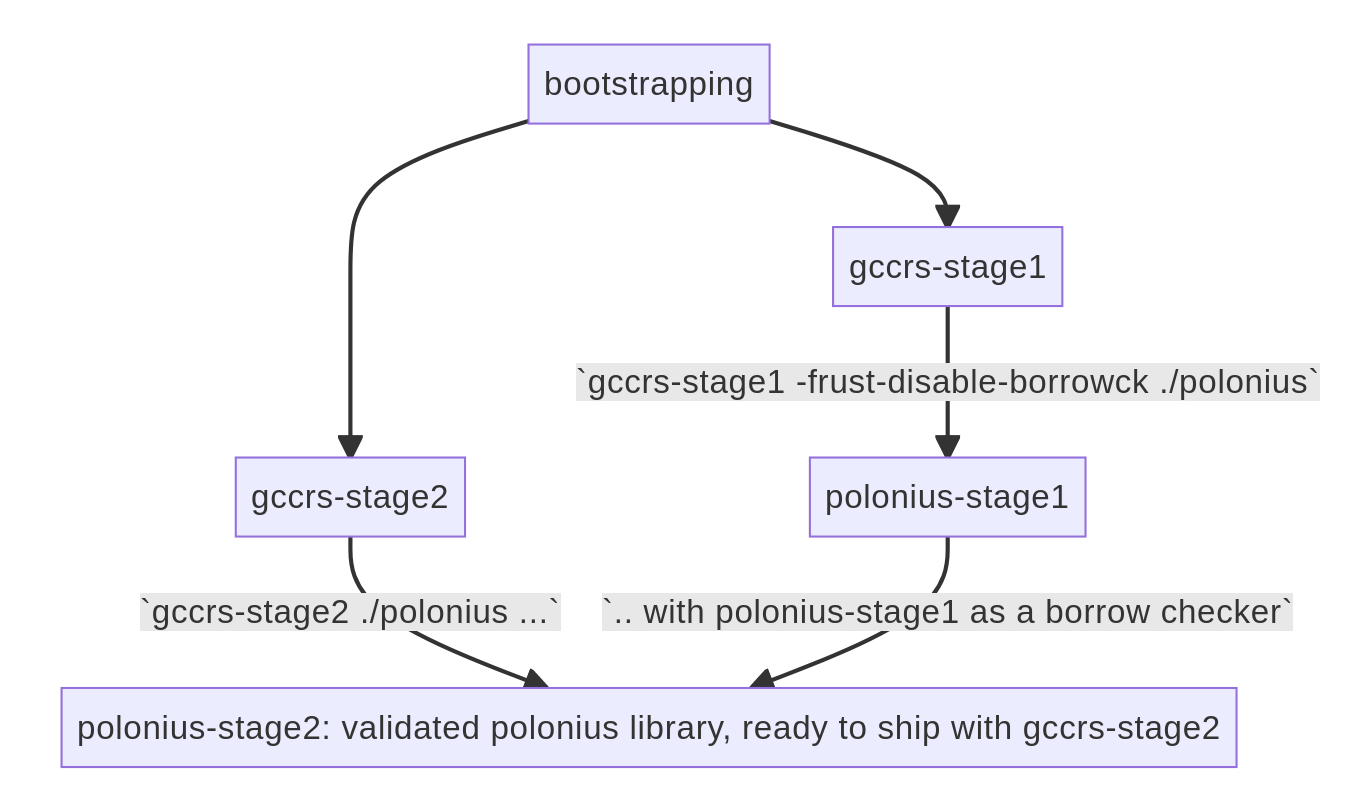 bootstrapping
gccrs-stage1
`gccrs-stage1 -frust-disable-borrowck ./polonius`
gccrs-stage2
polonius-stage1
`gccrs-stage2 ./polonius ...`
`.. with polonius-stage1 as a borrow checker`
polonius-stage2: validated polonius library, ready to ship with gccrs-stage2